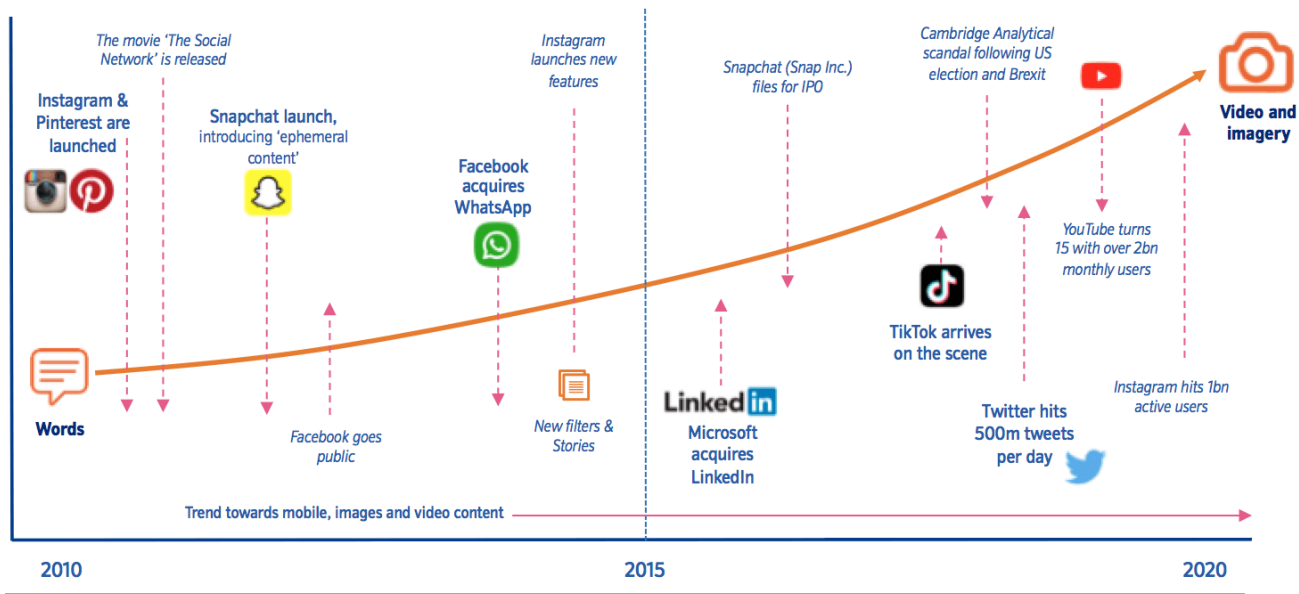 The movie 'The Social
Network' is released
Instagram &
Pinterest are
launched
Snapchat launch,
introducing 'ephemeral
content'
Facebook
acquires
WhatsApp
Instagram
launches new
features
Snapchat (Snap Inc.)
files for IPO
Cambridge Analytical
scandal following US
election and Brexit
Video and
imagery
YouTube turns
15 with over 2bn
monthly users
TikTok arrives
on the scene
Words
Facebook goes
public
New filters &
Stories
Linked in
Microsoft
acquires
LinkedIn
Twitter hits
500m tweets
per day
Instagram hits 1bn
active users
Trend towards mobile, images and video content
2010
2015
2020